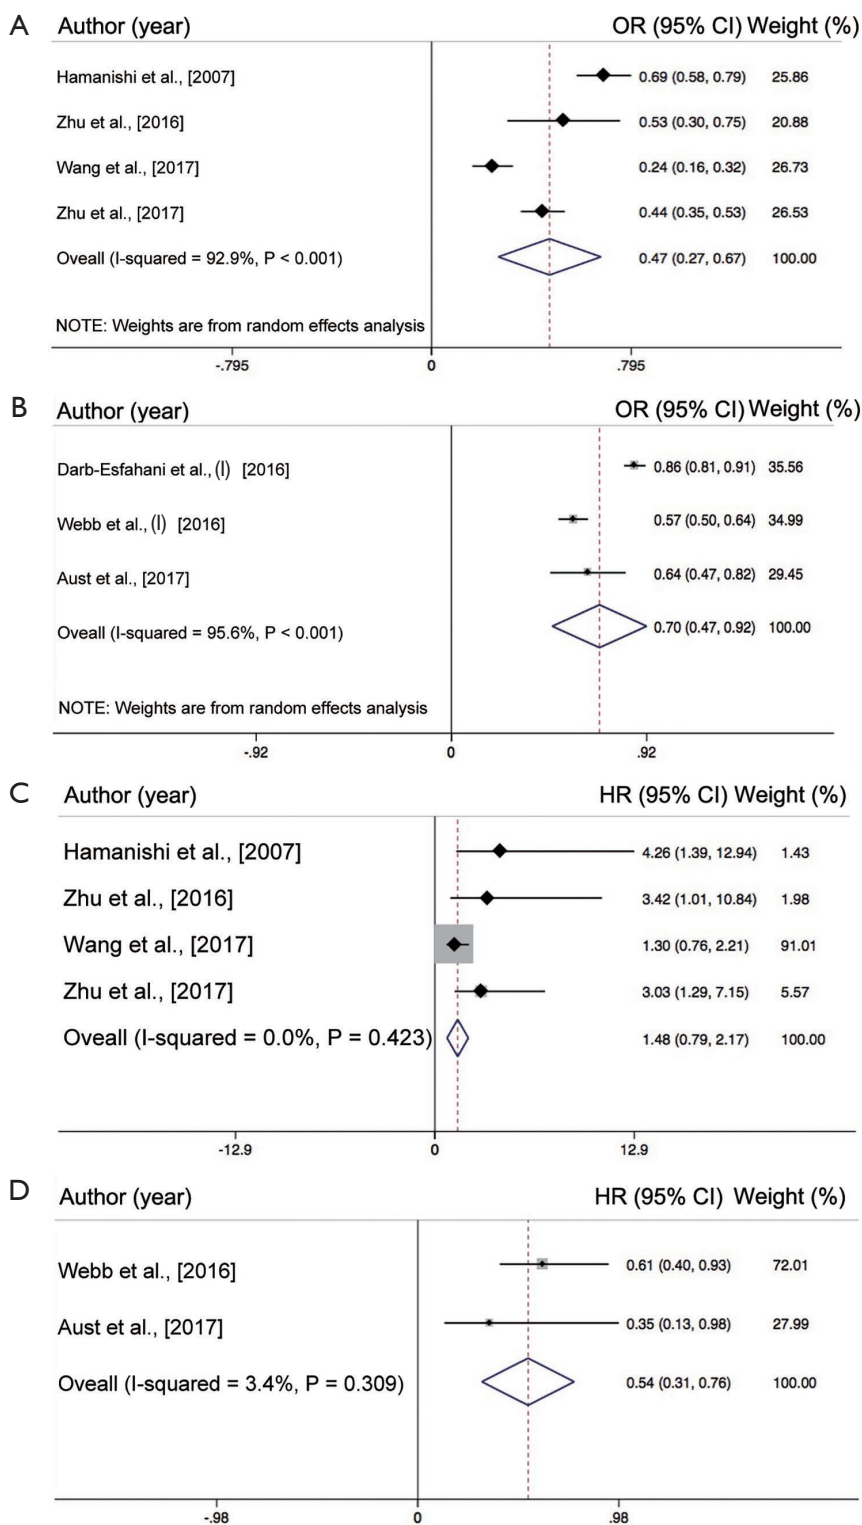 A
Author (year) OR (95% CI) Weight (%)
Hamanishi et al., [2007] 0.69 (0.58, 0.79) 25.86
Zhu et al., [2016] 0.53 (0.30, 0.75) 20.88
Wang et al., [2017] 0.24 (0.16, 0.32) 26.73
Zhu et al., [2017] 0.44 (0.35, 0.53) 26.53
Oveall (I-squared = 92.9%, P < 0.001) 0.47 (0.27, 0.67) 100.00
NOTE: Weights are from random effects analysis
-.795 0 .795
B
Author (year) OR (95% CI) Weight (%)
Darb-Esfahani et al., (I) [2016] 0.86 (0.81, 0.91) 35.56
Webb et al., (I) [2016] 0.57 (0.50, 0.64) 34.99
Aust et al., [2017] 0.64 (0.47, 0.82) 29.45
Oveall (I-squared = 95.6%, P < 0.001) 0.70 (0.47, 0.92) 100.00
NOTE: Weights are from random effects analysis
-.92 0 .92
C
Author (year) HR (95% CI) Weight (%)
Hamanishi et al., [2007] 4.26 (1.39, 12.94) 1.43
Zhu et al., [2016] 3.42 (1.01, 10.84) 1.98
Wang et al., [2017] 1.30 (0.76, 2.21) 91.01
Zhu et al., [2017] 3.03 (1.29, 7.15) 5.57
Oveall (I-squared = 0.0%, P = 0.423) 1.48 (0.79, 2.17) 100.00
-12.9 0 12.9
D
Author (year) HR (95% CI) Weight (%)
Webb et al., [2016] 0.61 (0.40, 0.93) 72.01
Aust et al., [2017] 0.35 (0.13, 0.98) 27.99
Oveall (I-squared = 3.4%, P = 0.309) 0.54 (0.31, 0.76) 100.00
-.98 0 .98